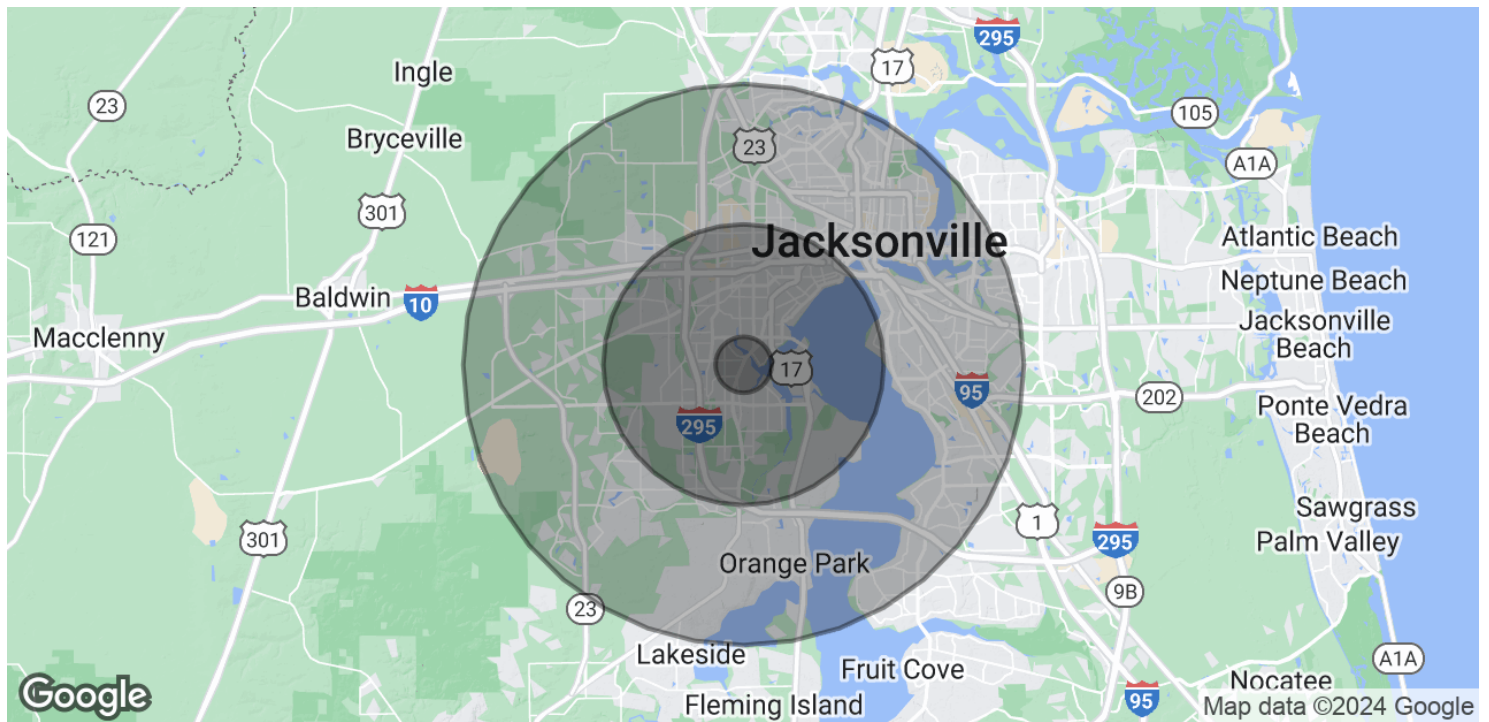 295
17
Ingle
23
105
Bryceville
23
A1A
301
121
Jacksonville
Atlantic Beach
Neptune Beach
Baldwin
10
Jacksonville
Beach
Macclenny
17
95
202
Ponte Vedra
Beach
295
Sawgrass
1
301
295
Palm Valley
Orange Park
9B
23
Lakeside
A1A
Fruit Cove
Nocatee
Google
Fleming Island
95
Map data ©2024 Google